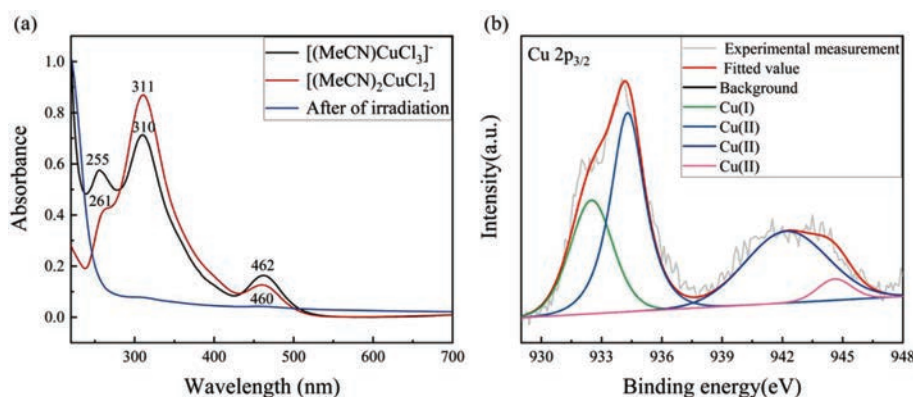 (a)
[(MeCN)CuCl₃]⁻
[(MeCN)₂CuCl₂]
After of irradiation
311
310
255
261
462
460
1.0
0.8
0.6
0.4
0.2
0.0
Absorbance
300 400 500 600 700
Wavelength (nm)
(b)
Cu 2p₃/₂
Experimental measurement
Fitted value
Background
Cu(I)
Cu(II)
Cu(II)
Cu(II)
Intensity(a.u.)
930 933 936 939 942 945 948
Binding energy(eV)